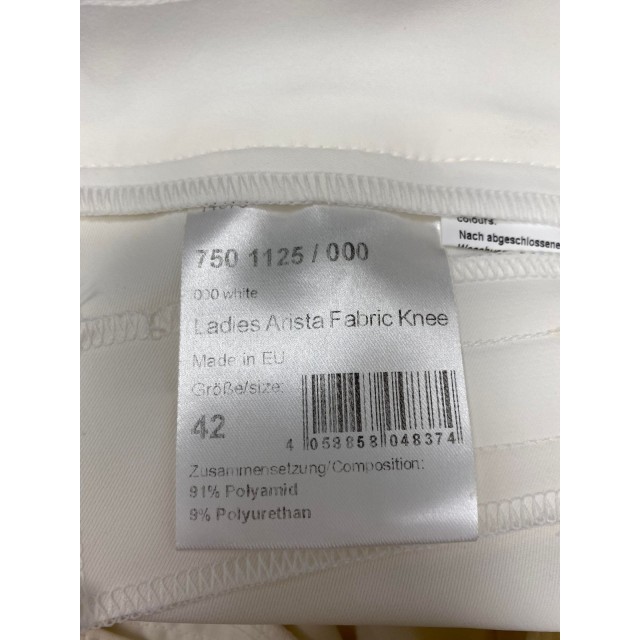 750 1125 / 000
000 white
Ladies Arista Fabric Knee
Made in EU
Größe/size:
42
4 058858 048374
Zusammensetzung/Composition:
91% Polyamid
9% Polyurethan
colours.
Nach abgeschlossene